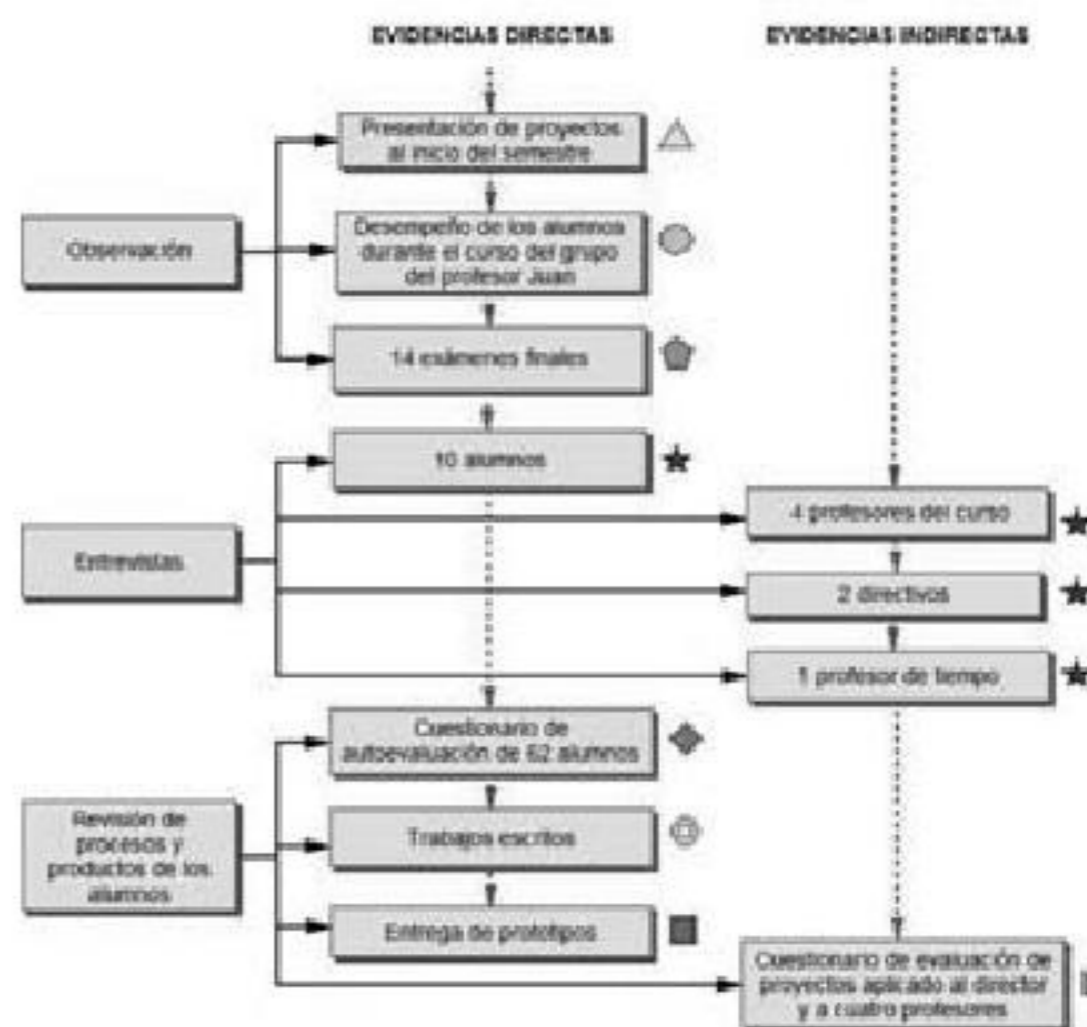 EVIDENCIAS DIRECTAS
EVIDENCIAS INDIRECTAS
Presentación de proyectos
al inicio del semestre
Observación
Desempeño de los alumnos
durante el curso del grupo
del profesor Juan
14 exámenes finales
10 alumnos
4 profesores del curso
Entrevistas
2 directivos
1 profesor de tiempo
Cuestionario de
autoevaluación de 62 alumnos
Revisión de
procesos y
productos de los
alumnos
Trabajos escritos
Entrega de prototipos
Cuestionario de evaluación de
proyectos aplicado al director
y a cuatro profesores